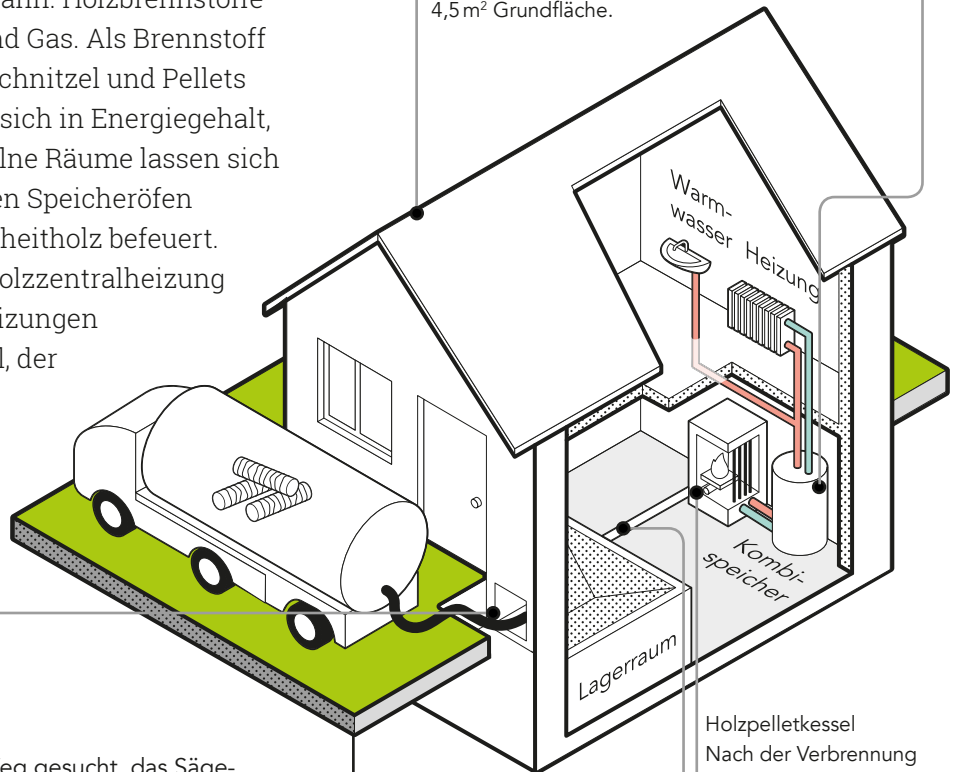 ann. Holzbrennstoffe
nd Gas. Als Brennstoff
chnitzel und Pellets
sich in Energiegehalt,
lne Räume lassen sich
en Speicheröfen
heitholz befeuert.
olzzentralheizung
izungen
l, der
4,5 m² Grundfläche.
Warm-
wasser
Heizung
Kombi-
speicher
Lagerraum
Holzpelletkessel
Nach der Verbrennung
eg gesucht, das Säge-